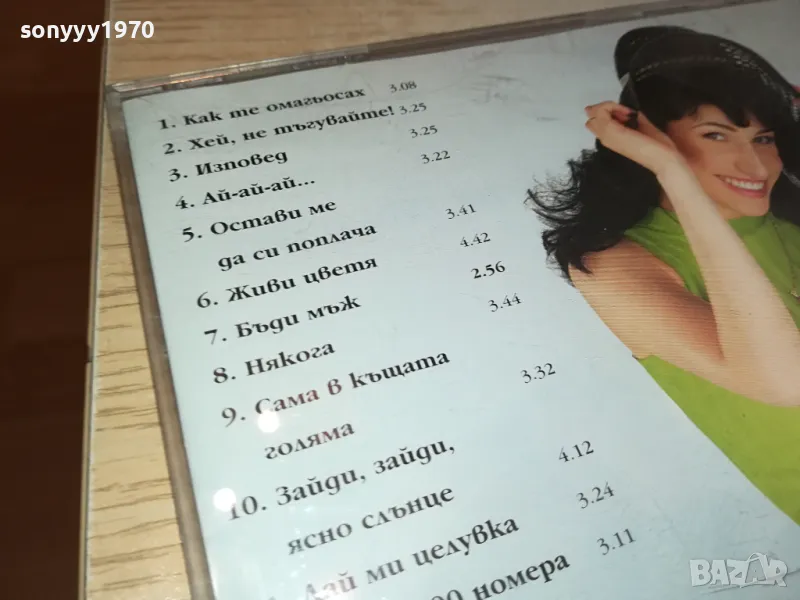 sonyyy1970
1. Как те омагьосах 3.08
2. Хей, не тъгувайте! 3.25
3. Изповед 3.25
4. Ай-ай-ай... 3.22
5. Остави ме
да си поплача 3.41
6. Живи цветя 4.42
7. Бъди мъж 2.56
8. Някога 3.44
9. Сама в къщата
голяма 3.32
10. Зайди, зайди,
ясно слънце 4.12
Дай ми целувка 3.24
номера 3.11
BAZAR